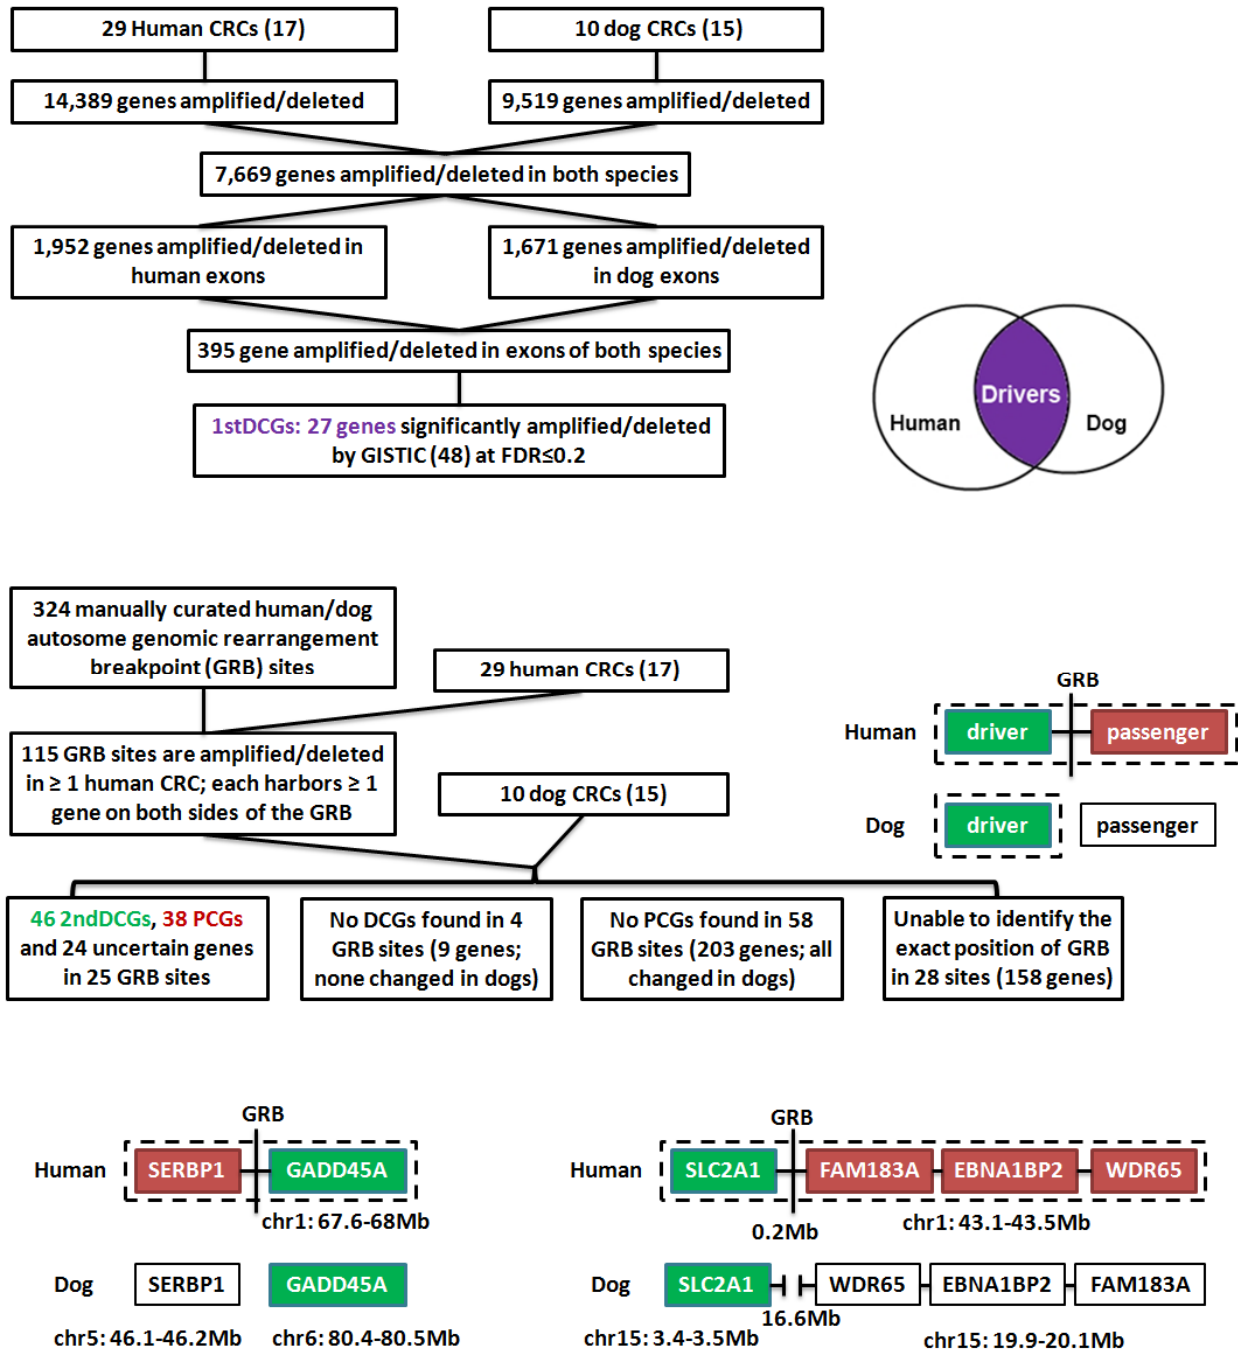 29 Human CRCs (17)
10 dog CRCs (15)
14,389 genes amplified/deleted
9,519 genes amplified/deleted
7,669 genes amplified/deleted in both species
1,952 genes amplified/deleted in
human exons
1,671 genes amplified/deleted
in dog exons
395 gene amplified/deleted in exons of both species
1stDCGs: 27 genes significantly amplified/deleted
by GISTIC (48) at FDR≤0.2
Human
Drivers
Dog
324 manually curated human/dog
autosome genomic rearrangement
breakpoint (GRB) sites
29 human CRCs (17)
115 GRB sites are amplified/deleted
in ≥ 1 human CRC; each harbors ≥ 1
gene on both sides of the GRB
10 dog CRCs (15)
GRB
Human
driver
passenger
Dog
driver
passenger
46 2ndDCGs, 38 PCGs
and 24 uncertain genes
in 25 GRB sites
No DCGs found in 4
GRB sites (9 genes;
none changed in dogs)
No PCGs found in 58
GRB sites (203 genes; all
changed in dogs)
Unable to identify the
exact position of GRB
in 28 sites (158 genes)
GRB
Human
SERBP1
GADD45A
chr1: 67.6-68Mb
Dog
SERBP1
GADD45A
chr5: 46.1-46.2Mb
chr6: 80.4-80.5Mb
GRB
Human
SLC2A1
FAM183A
EBNA1BP2
WDR65
0.2Mb
chr1: 43.1-43.5Mb
Dog
SLC2A1
16.6Mb
WDR65
EBNA1BP2
FAM183A
chr15: 3.4-3.5Mb
chr15: 19.9-20.1Mb